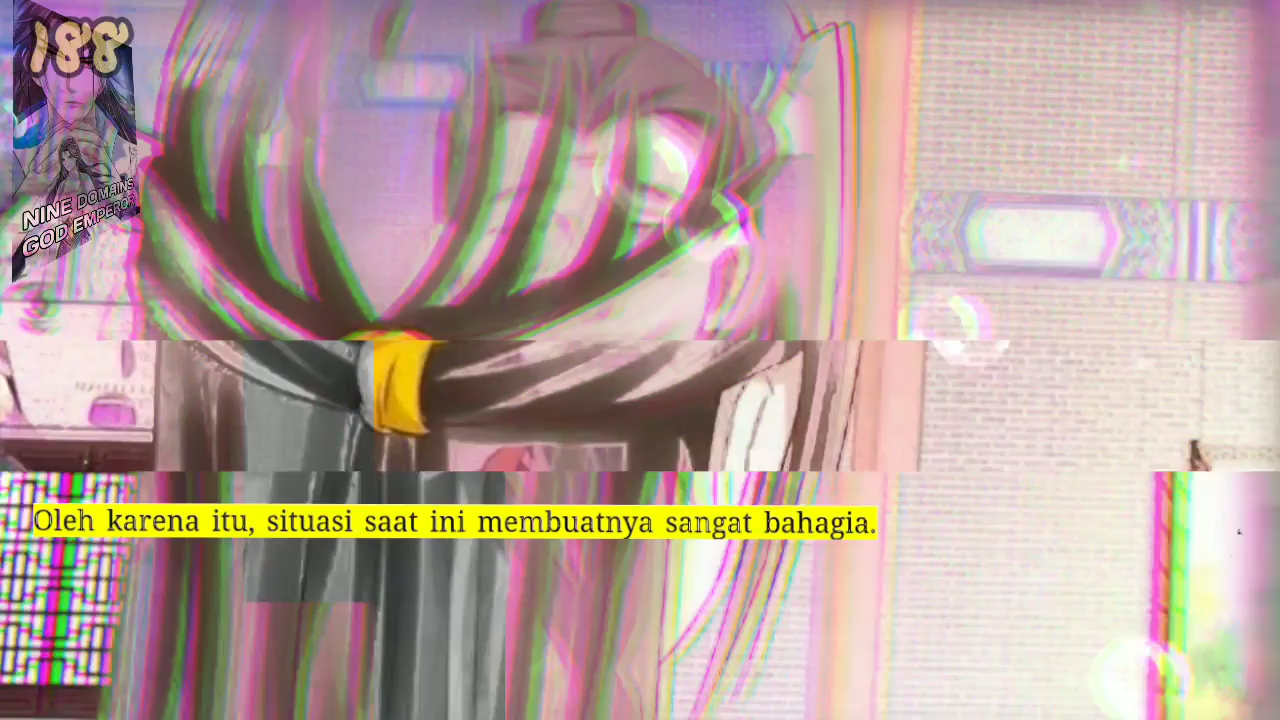 188
NINE DOMAINS
GOD EMPEROR
Oleh karena itu, situasi saat ini membuatnya sangat bahagia.